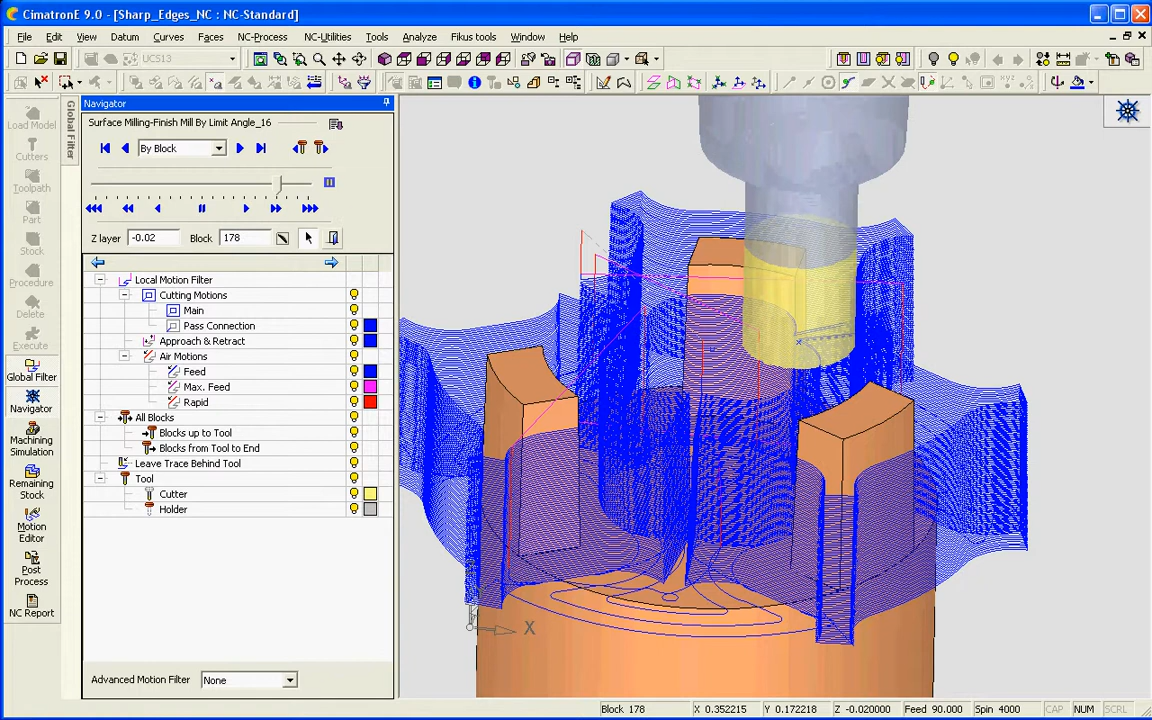 CimatronE 9.0 - [Sharp_Edges_NC : NC-Standard]
File Edit View Datum Curves Faces NC-Process NC-Utilities Tools Analyze Fikus tools Window Help
UCS13
Load Model
Cutters
Toolpath
Part
Stock
Procedure
Delete
Execute
Global Filter
Navigator
Machining
Simulation
Remaining
Stock
Motion
Editor
Post
Process
NC Report
Global Filter
Navigator
Surface Milling-Finish Mill By Limit Angle_16
By Block
Z layer -0.02 Block 178
Local Motion Filter
Cutting Motions
Main
Pass Connection
Approach & Retract
Air Motions
Feed
Max. Feed
Rapid
All Blocks
Blocks up to Tool
Blocks from Tool to End
Leave Trace Behind Tool
Tool
Cutter
Holder
Advanced Motion Filter None
X
Block 178 X 0.352215 Y 0.172218 Z -0.020000 Feed 90.000 Spin 4000 CAP NUM SCRL